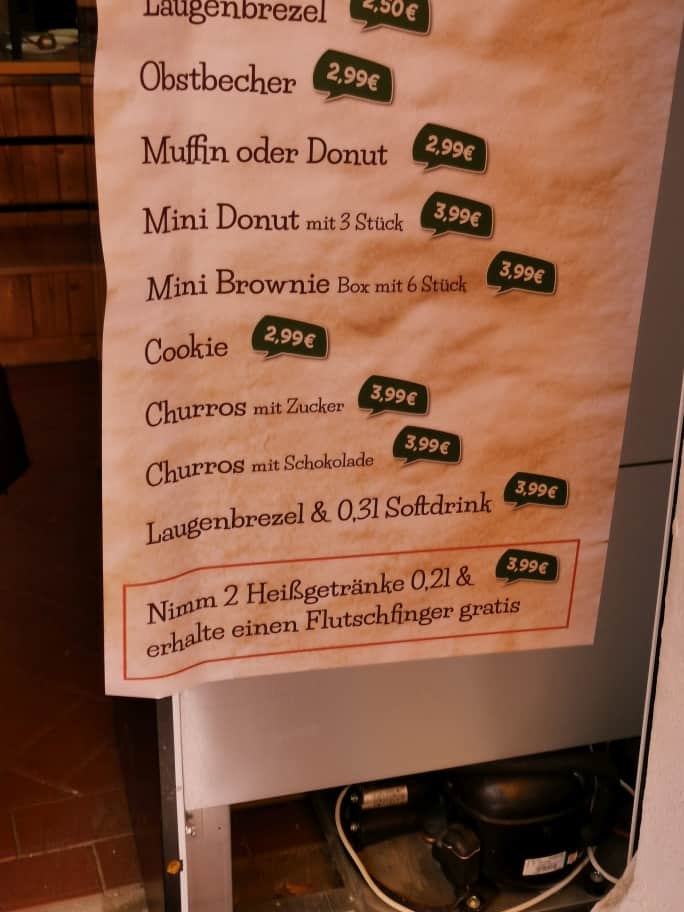 Laugenbrezel 2,50€
Obstbecher 2,99€
Muffin oder Donut 2,99€
Mini Donut mit 3 Stück 3,99€
Mini Brownie Box mit 6 Stück 3,99€
Cookie 2,99€
Churros mit Zucker 3,99€
Churros mit Schokolade 3,99€
Laugenbrezel & 0,3l Softdrink 3,99€
Nimm 2 Heißgetränke 0,2l & 3,99€
erhalte einen Flutschfinger gratis